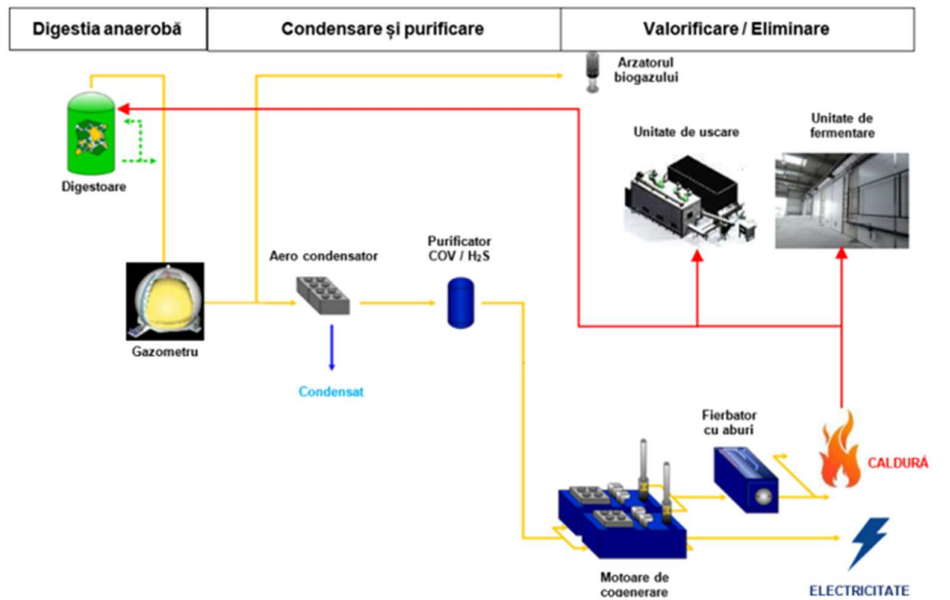 Digestia anaerobă
Condensare și purificare
Valorificare / Eliminare
Arzatorul
biogazului
Unitate de uscare
Unitate de
fermentare
Digestoare
Aero condensator
Purificator
COV / H₂S
Gazometru
Condensat
Fierbator
cu aburi
CALDURĂ
Motoare de
cogenerare
ELECTRICITATE